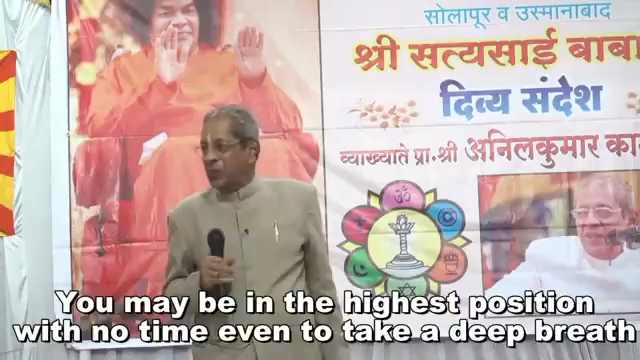 सोलापूर व उस्मानाबाद
श्री सत्यसाई बाबा
दिव्य संदेश
व्याख्याते प्रा.श्री अनिलकुमार का
You may be in the highest position
with no time even to take a deep breath